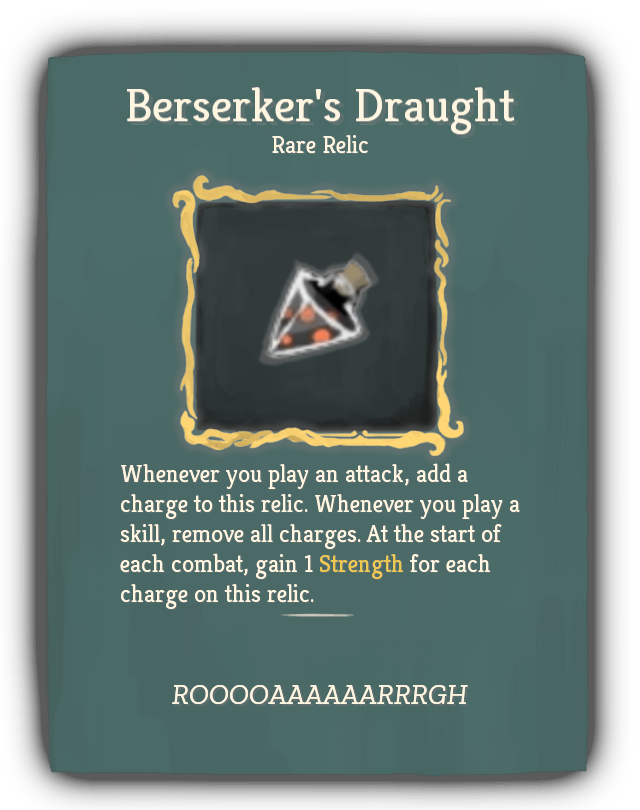 Berserker's Draught
Rare Relic
Whenever you play an attack, add a
charge to this relic. Whenever you play a
skill, remove all charges. At the start of
each combat, gain 1 Strength for each
charge on this relic.
ROOOOAAAAAARRRGH